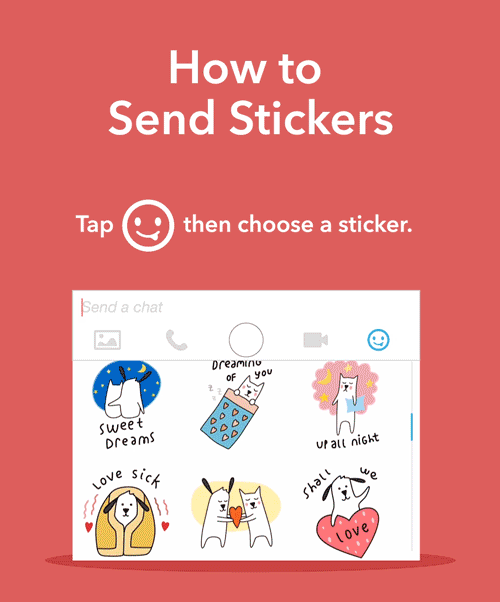 How to
Send Stickers
Tap then choose a sticker.
Send a chat
sweet
DReams
DReaming
of you
z z z
up all night
Love sick
shall we
Love